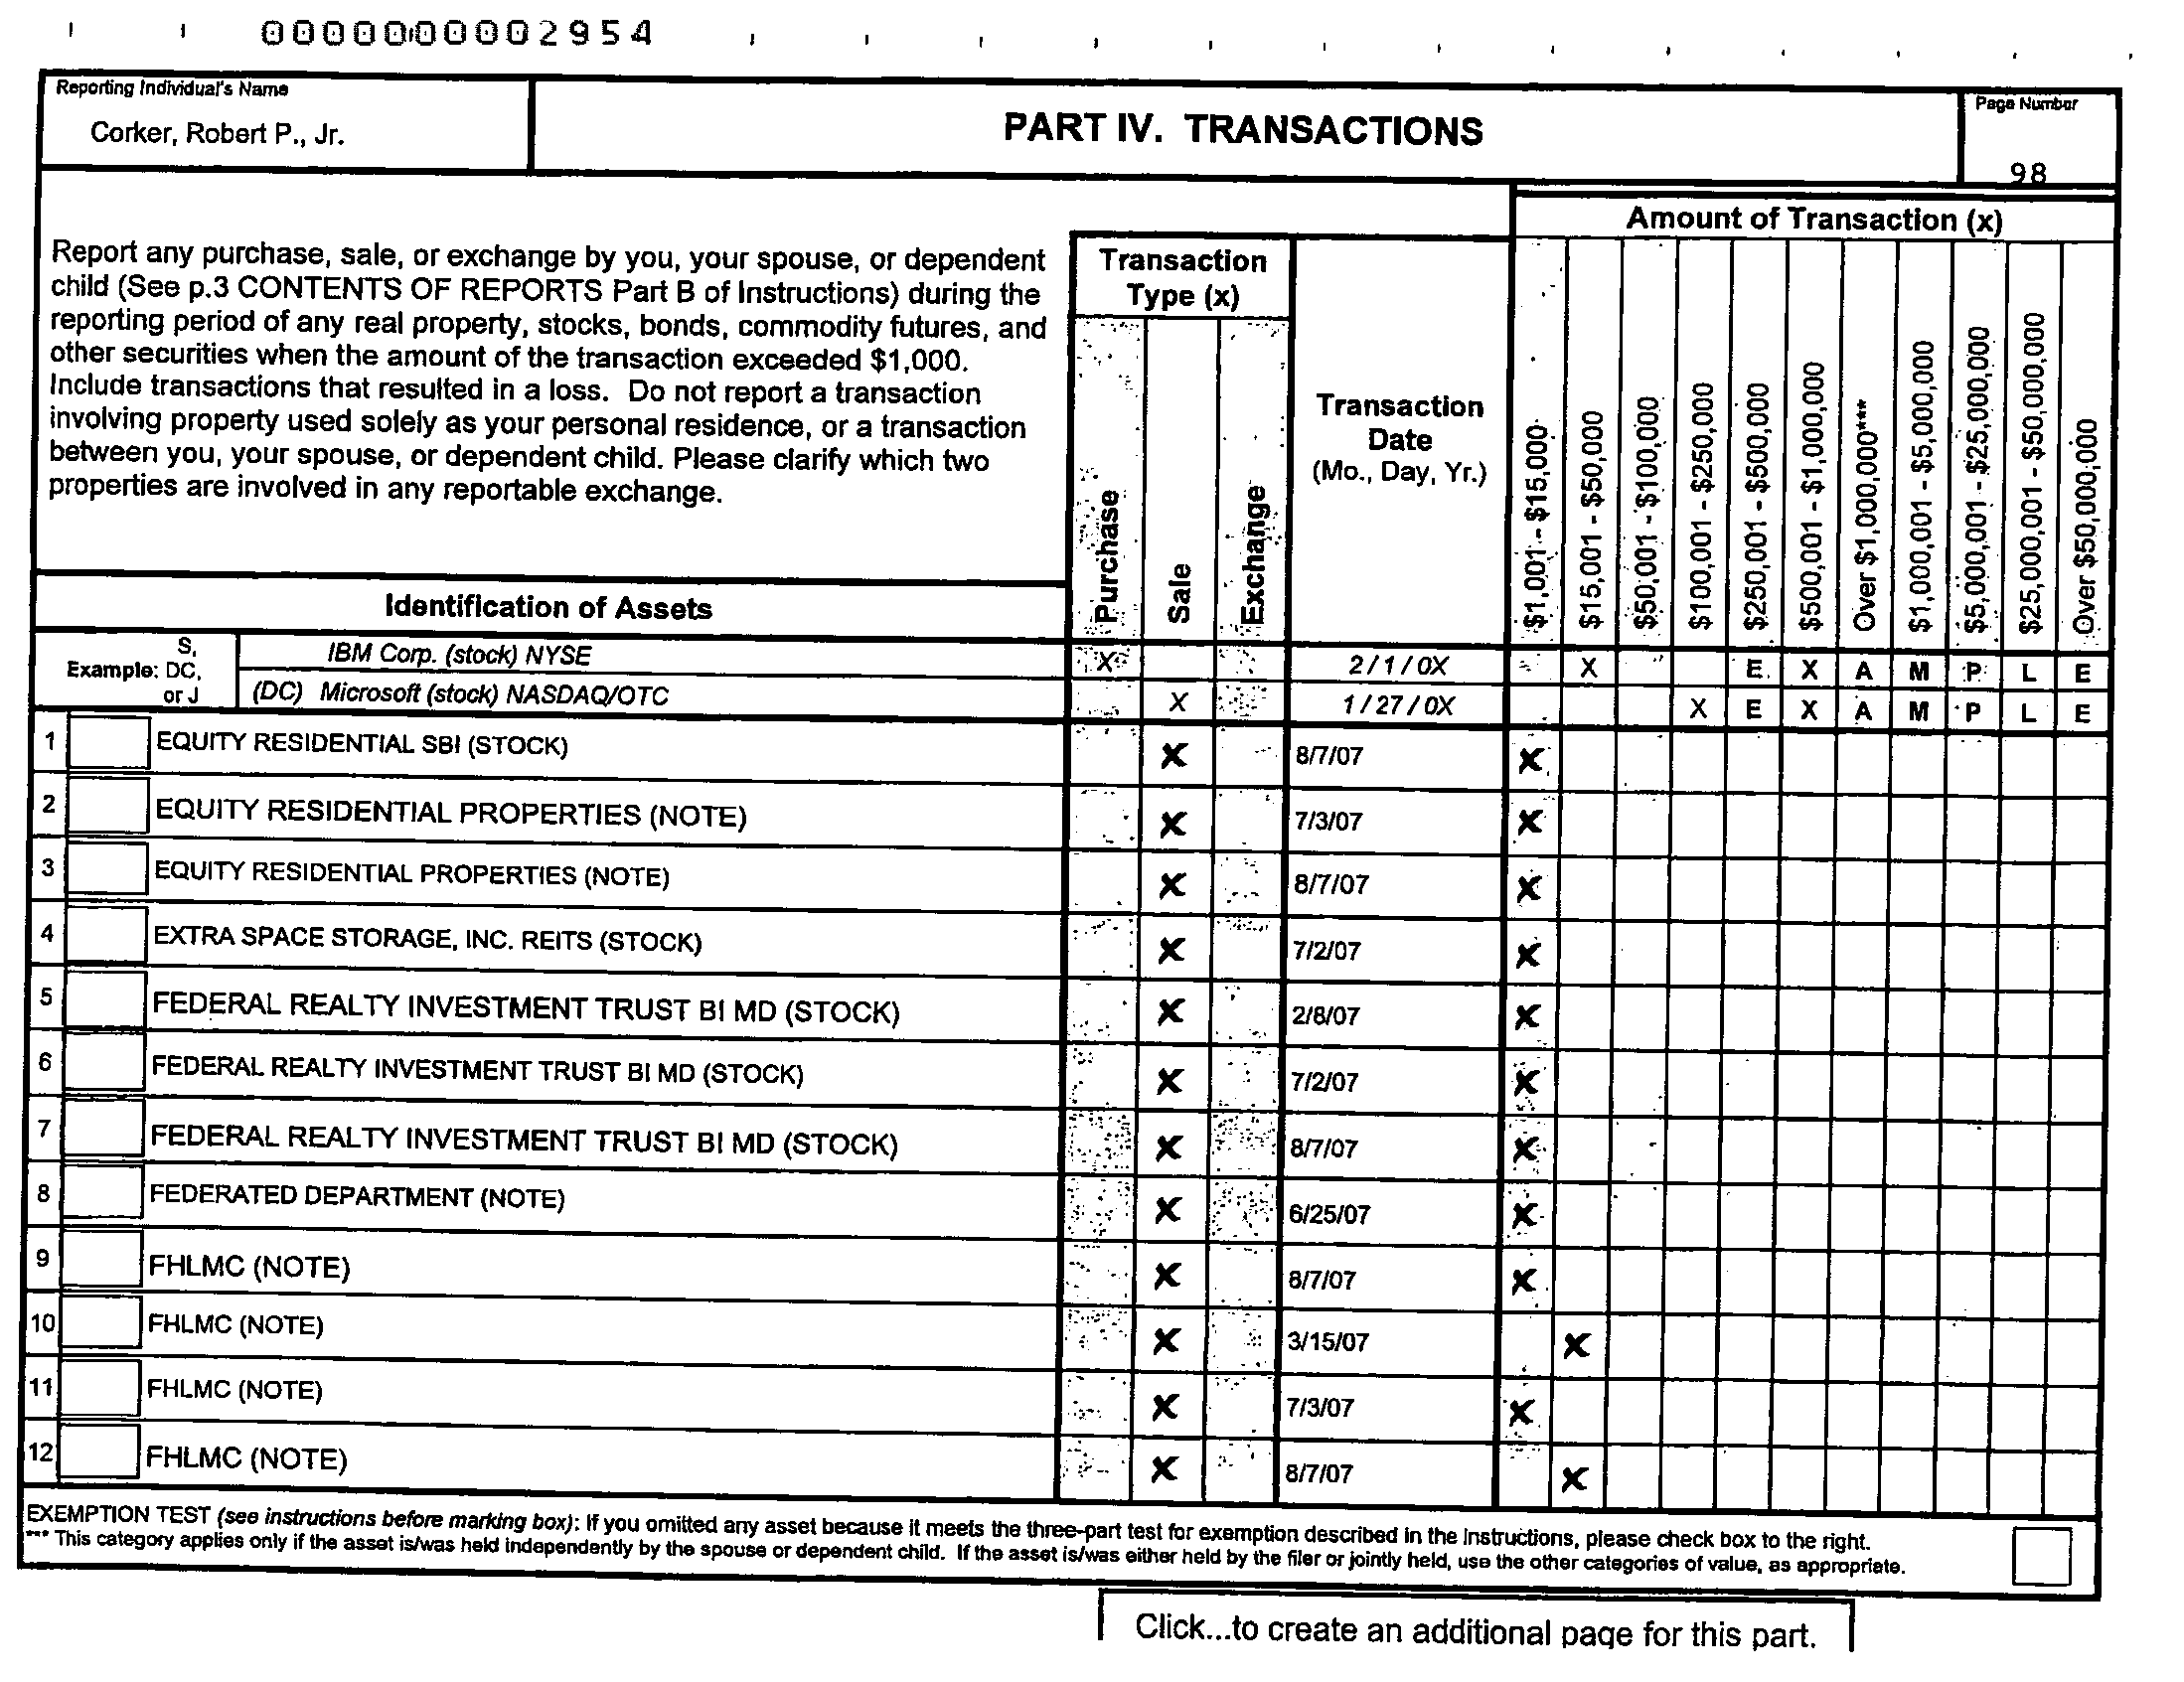 0000000002954
Reporting Individual's Name
Corker, Robert P., Jr.
PART IV. TRANSACTIONS
Page Number
98
Amount of Transaction (x)
Report any purchase, sale, or exchange by you, your spouse, or dependent
child (See p.3 CONTENTS OF REPORTS Part B of Instructions) during the
reporting period of any real property, stocks, bonds, commodity futures, and
other securities when the amount of the transaction exceeded $1,000.
Include transactions that resulted in a loss. Do not report a transaction
involving property used solely as your personal residence, or a transaction
between you, your spouse, or dependent child. Please clarify which two
properties are involved in any reportable exchange.
Transaction
Type (x)
Purchase
Sale
Exchange
Transaction
Date
(Mo., Day, Yr.)
$1,001 - $15,000
$15,001 - $50,000
$50,001 - $100,000
$100,001 - $250,000
$250,001 - $500,000
$500,001 - $1,000,000
Over $1,000,000***
$1,000,001 - $5,000,000
$5,000,001 - $25,000,000
$25,000,001 - $50,000,000
Over $50,000,000
Identification of Assets
S,
Example: DC,
or J
IBM Corp. (stock) NYSE X 2 / 1 / 0X X E X A M P L E
(DC) Microsoft (stock) NASDAQ/OTC X 1 / 27 / 0X X E X A M P L E
1 EQUITY RESIDENTIAL SBI (STOCK) X 8/7/07 X
2 EQUITY RESIDENTIAL PROPERTIES (NOTE) X 7/3/07 X
3 EQUITY RESIDENTIAL PROPERTIES (NOTE) X 8/7/07 X
4 EXTRA SPACE STORAGE, INC. REITS (STOCK) X 7/2/07 X
5 FEDERAL REALTY INVESTMENT TRUST BI MD (STOCK) X 2/8/07 X
6 FEDERAL REALTY INVESTMENT TRUST BI MD (STOCK) X 7/2/07 X
7 FEDERAL REALTY INVESTMENT TRUST BI MD (STOCK) X 8/7/07 X
8 FEDERATED DEPARTMENT (NOTE) X 6/25/07 X
9 FHLMC (NOTE) X 8/7/07 X
10 FHLMC (NOTE) X 3/15/07 X
11 FHLMC (NOTE) X 7/3/07 X
12 FHLMC (NOTE) X 8/7/07 X
EXEMPTION TEST (see instructions before marking box): If you omitted any asset because it meets the three-part test for exemption described in the instructions, please check box to the right.
*** This category applies only if the asset is/was held independently by the spouse or dependent child. If the asset is/was either held by the filer or jointly held, use the other categories of value, as appropriate.
Click...to create an additional page for this part.